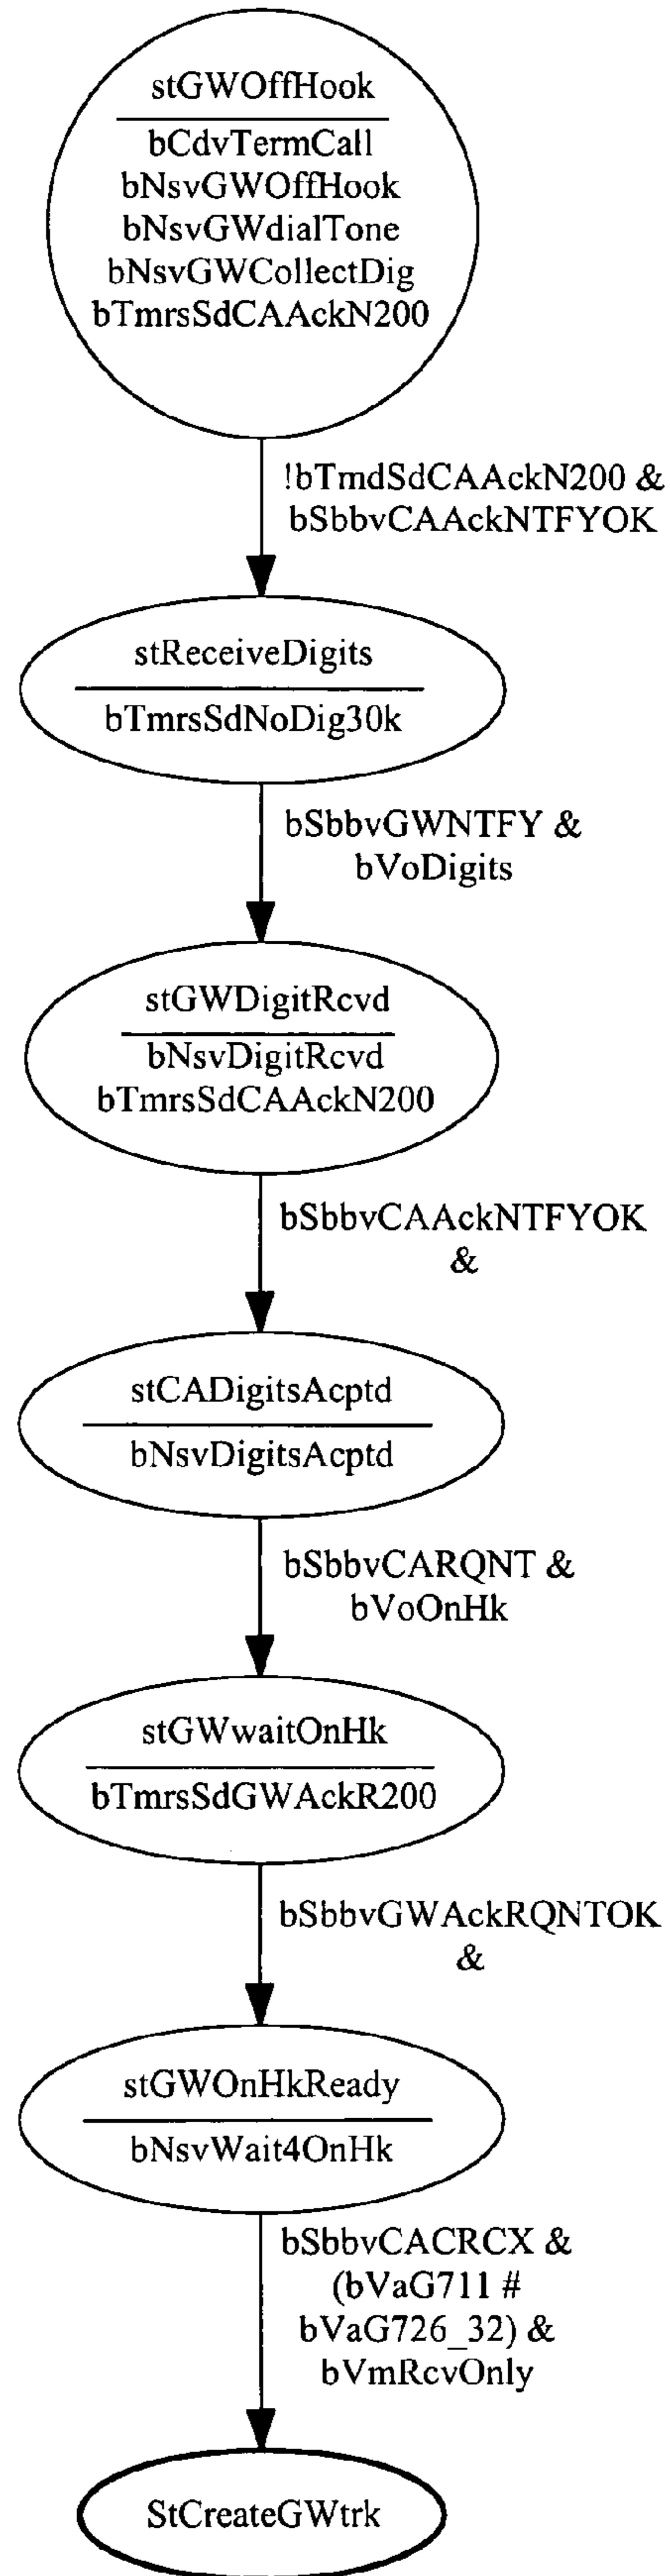 stGWOffHook
bCdvTermCall
bNsvGWOffHook
bNsvGWdialTone
bNsvGWCollectDig
bTmrsSdCAAckN200
!bTmdSdCAAckN200 &
bSbbvCAAckNTFYOK
stReceiveDigits
bTmrsSdNoDig30k
bSbbvGWNTFY &
bVoDigits
stGWDigitRcvd
bNsvDigitRcvd
bTmrsSdCAAckN200
bSbbvCAAckNTFYOK
&
stCADigitsAcptd
bNsvDigitsAcptd
bSbbvCARQNT &
bVoOnHk
stGWwaitOnHk
bTmrsSdGWAckR200
bSbbvGWAckRQNTOK
&
stGWOnHkReady
bNsvWait4OnHk
bSbbvCACRCX &
(bVaG711 #
bVaG726_32) &
bVmRcvOnly
StCreateGWtrk